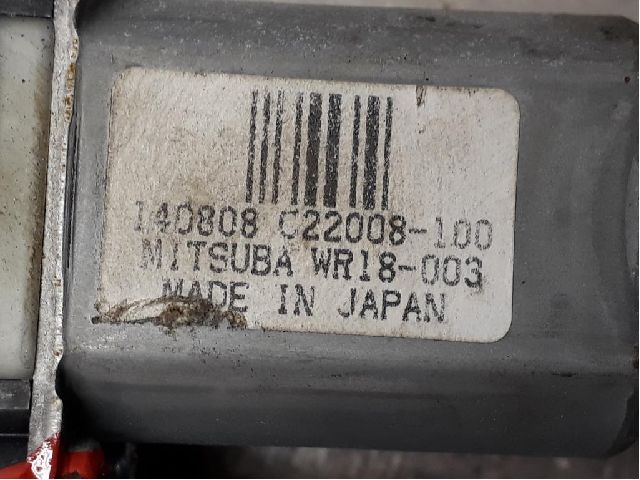 140808 C22008-100
MITSUBA WR18-003
MADE IN JAPAN